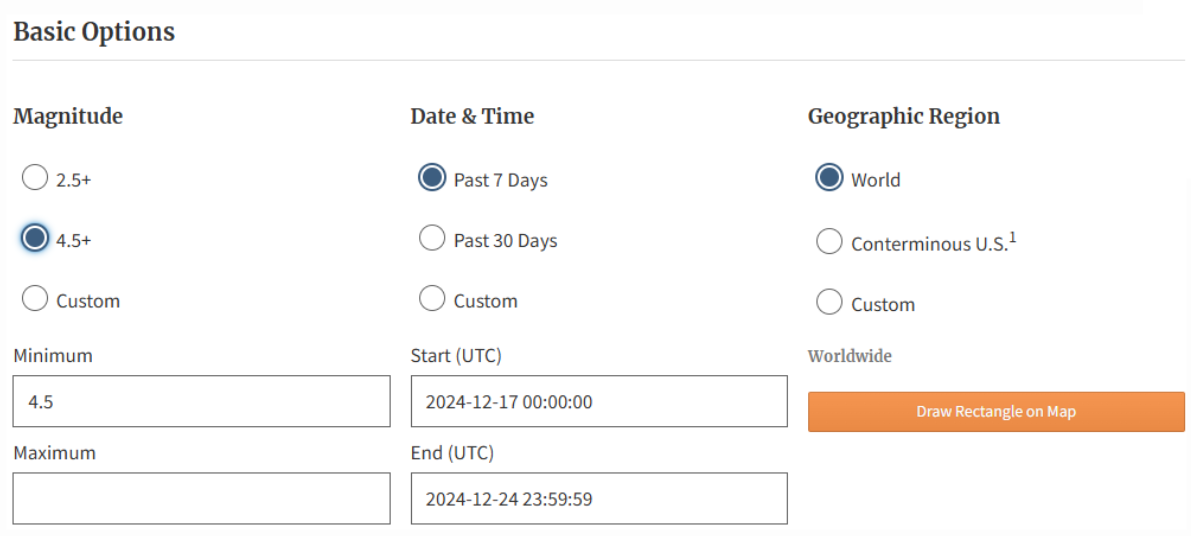 Basic Options
Magnitude
2.5+
4.5+
Custom
Minimum
4.5
Maximum
Date & Time
Past 7 Days
Past 30 Days
Custom
Start (UTC)
2024-12-17 00:00:00
End (UTC)
2024-12-24 23:59:59
Geographic Region
World
Conterminous U.S.¹
Custom
Worldwide
Draw Rectangle on Map